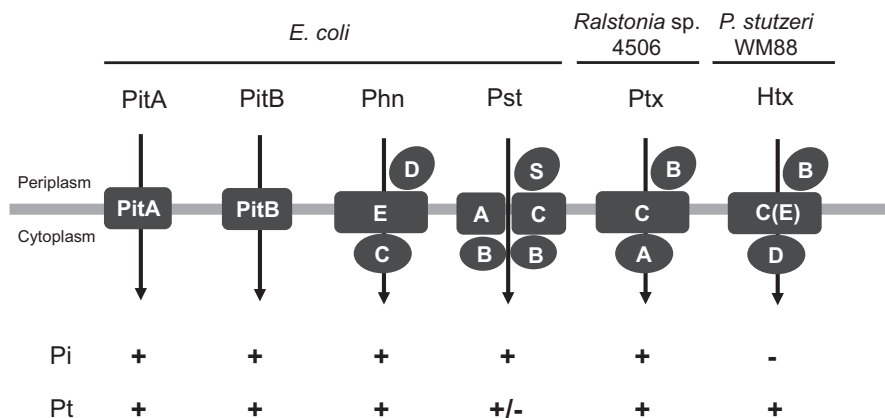 E. coli
Ralstonia sp.
4506
P. stutzeri
WM88
PitA PitB Phn Pst Ptx Htx
Periplasm
Cytoplasm
PitA PitB D E C S A C B B B C A B C(E) D
Pi + + + + + -
Pt + + + +/- + +